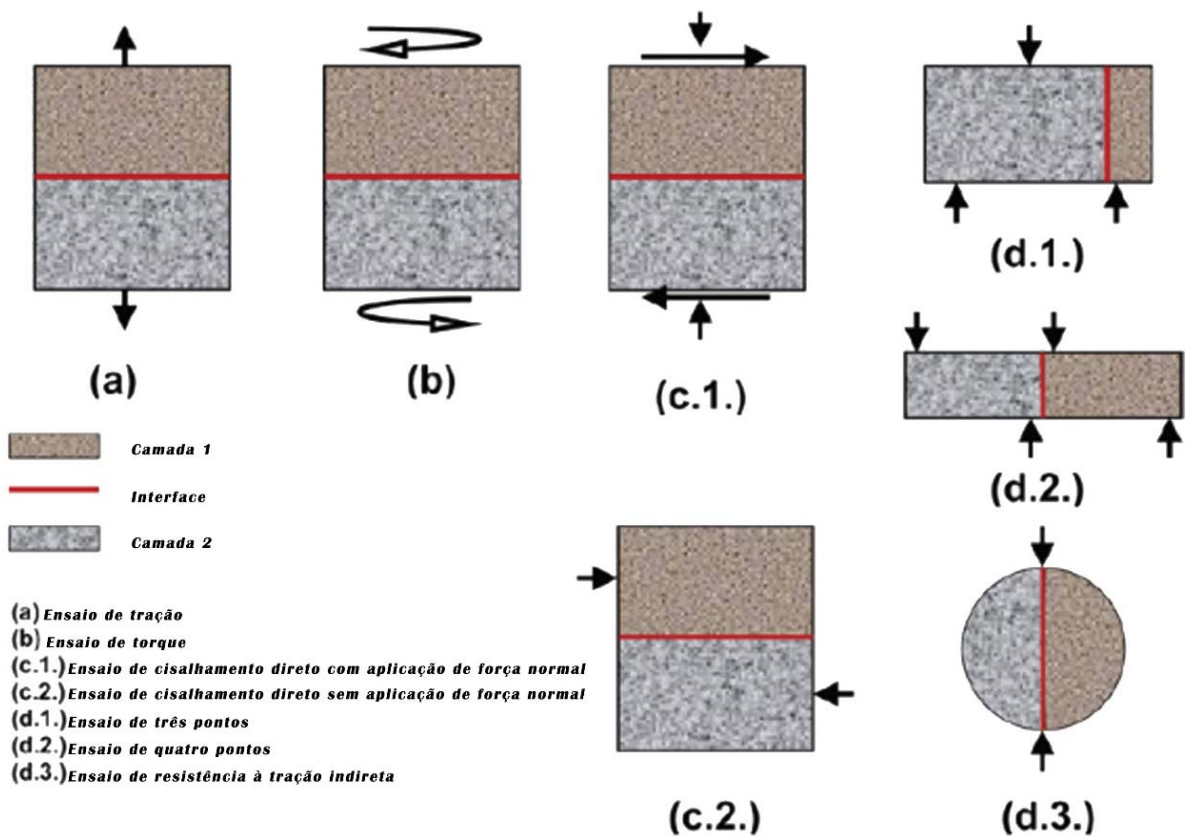 (a)
(b)
(c.1.)
(d.1.)
(d.2.)
Camada 1
Interface
Camada 2
(a) Ensaio de tração
(b) Ensaio de torque
(c.1.) Ensaio de cisalhamento direto com aplicação de força normal
(c.2.) Ensaio de cisalhamento direto sem aplicação de força normal
(d.1.) Ensaio de três pontos
(d.2.) Ensaio de quatro pontos
(d.3.) Ensaio de resistência à tração indireta
(c.2.)
(d.3.)